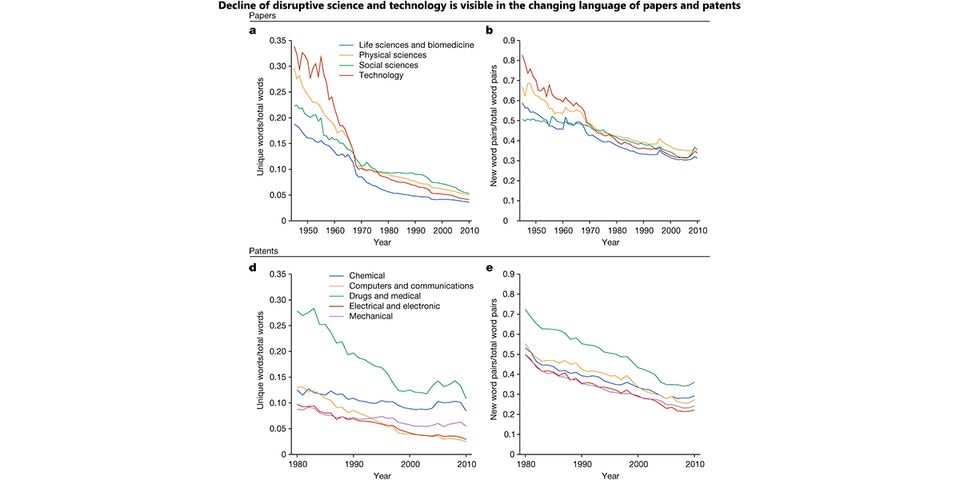 Decline of disruptive science and technology is visible in the changing language of papers and patents
Papers
a
0.35
0.30
0.25
0.20
0.15
0.10
0.05
0
Unique words/total words
Life sciences and biomedicine
Physical sciences
Social sciences
Technology
1950 1960 1970 1980 1990 2000 2010
Year
b
0.9
0.8
0.7
0.6
0.5
0.4
0.3
0.2
0.1
0
New word pairs/total word pairs
1950 1960 1970 1980 1990 2000 2010
Year
Patents
d
0.35
0.30
0.25
0.20
0.15
0.10
0.05
0
Unique words/total words
Chemical
Computers and communications
Drugs and medical
Electrical and electronic
Mechanical
1980 1990 2000 2010
Year
e
0.9
0.8
0.7
0.6
0.5
0.4
0.3
0.2
0.1
0
New word pairs/total word pairs
1980 1990 2000 2010
Year